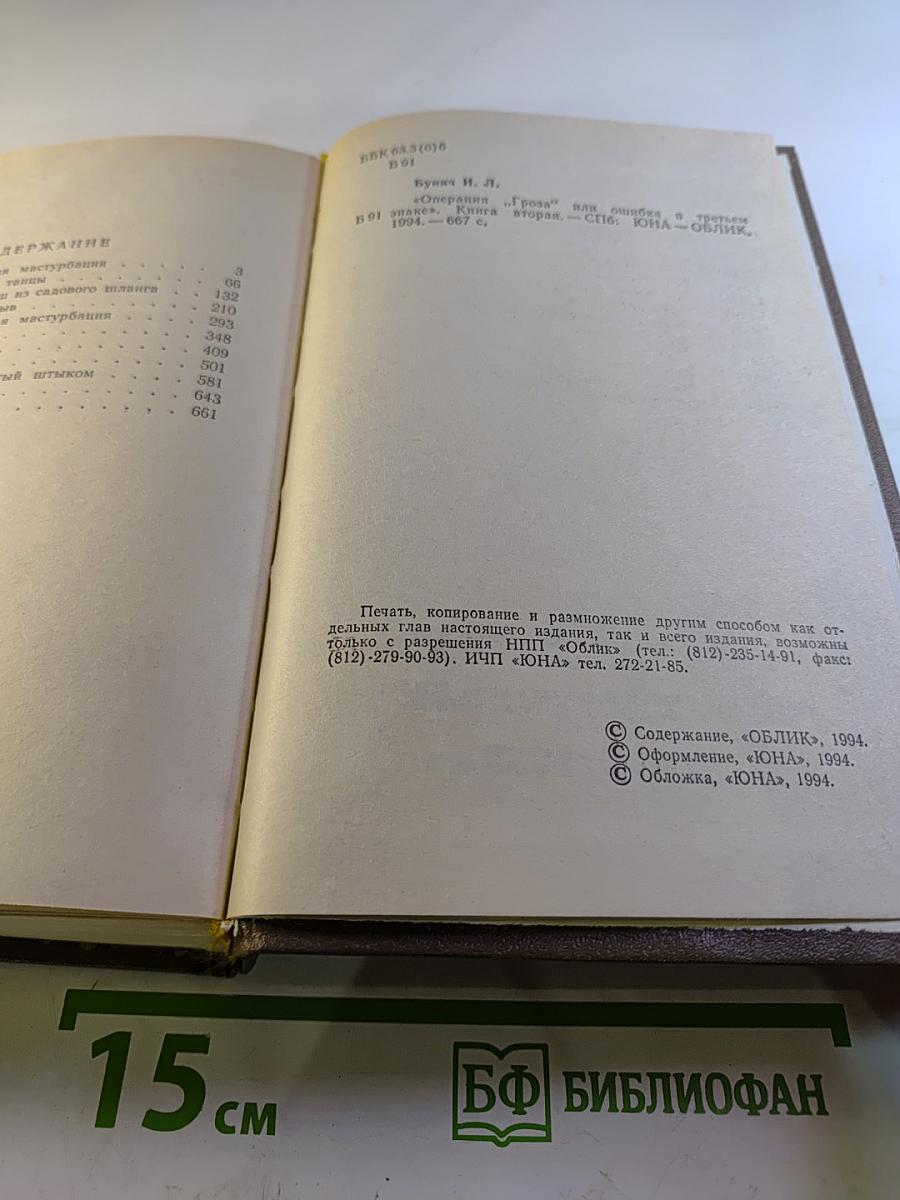 ДЕРЖАНИЕ
я мастурбация . . . . . 3
танцы . . . . . . . . 66
ш из садового шланга . . . 132
ыв . . . . . . . . . 210
я мастурбация . . . . . 293
. . . . . . . . . . 348
. . . . . . . . . . 409
. . . . . . . . . . 501
тый штыком . . . . 581
. . . . . . . . . . 643
. . . . . . . . . . 661
ББК 63.3(0)6
Б 91
Бунич И. Л.
«Операция „Гроза" или ошибка в третьем
Б 91 знаке». Книга вторая. — СПб: ЮНА — ОБЛИК,
1994. — 667 с.
Печать, копирование и размножение другим способом как от-
дельных глав настоящего издания, так и всего издания, возможны
только с разрешения НПП «Облик» (тел.: (812)-235-14-91, факс:
(812)-279-90-93). ИЧП «ЮНА» тел. 272-21-85.
© Содержание, «ОБЛИК», 1994.
© Оформление, «ЮНА», 1994.
© Обложка, «ЮНА», 1994.
15 см
БФ БИБЛИОФАН